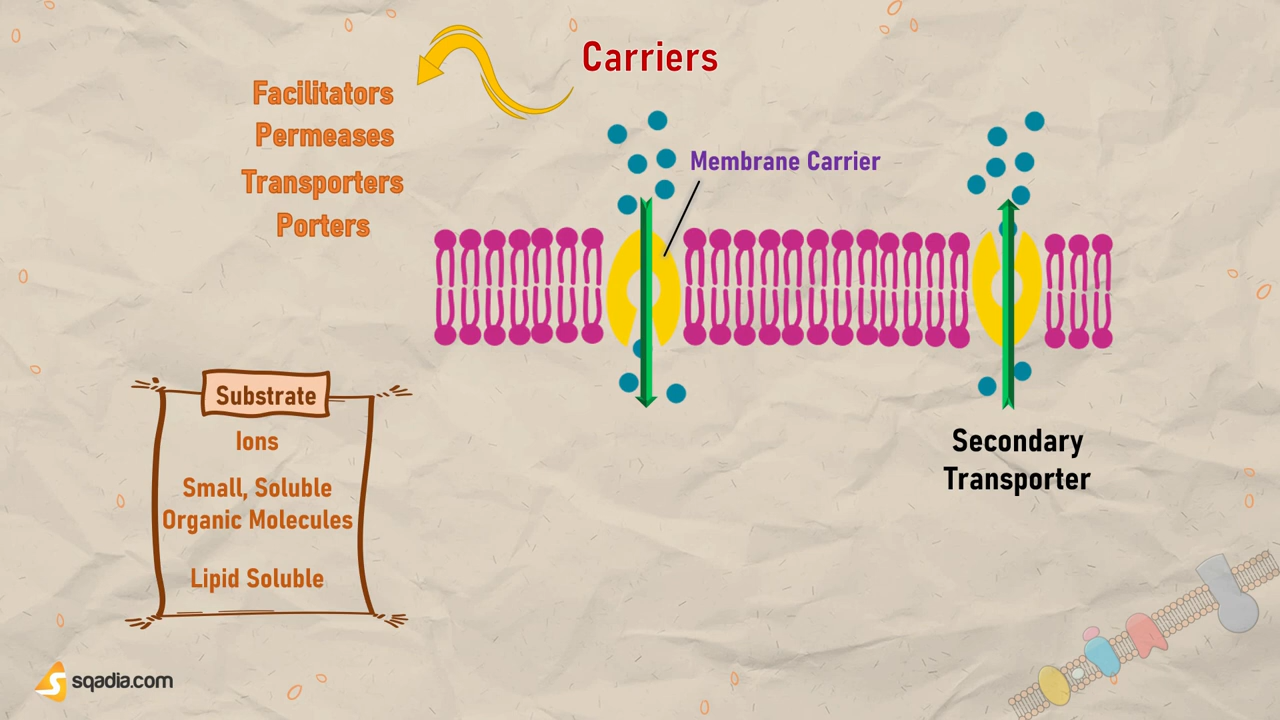 Carriers
Facilitators
Permeases
Transporters
Porters
Membrane Carrier
Substrate
Ions
Small, Soluble
Organic Molecules
Lipid Soluble
Secondary
Transporter
sqadia.com